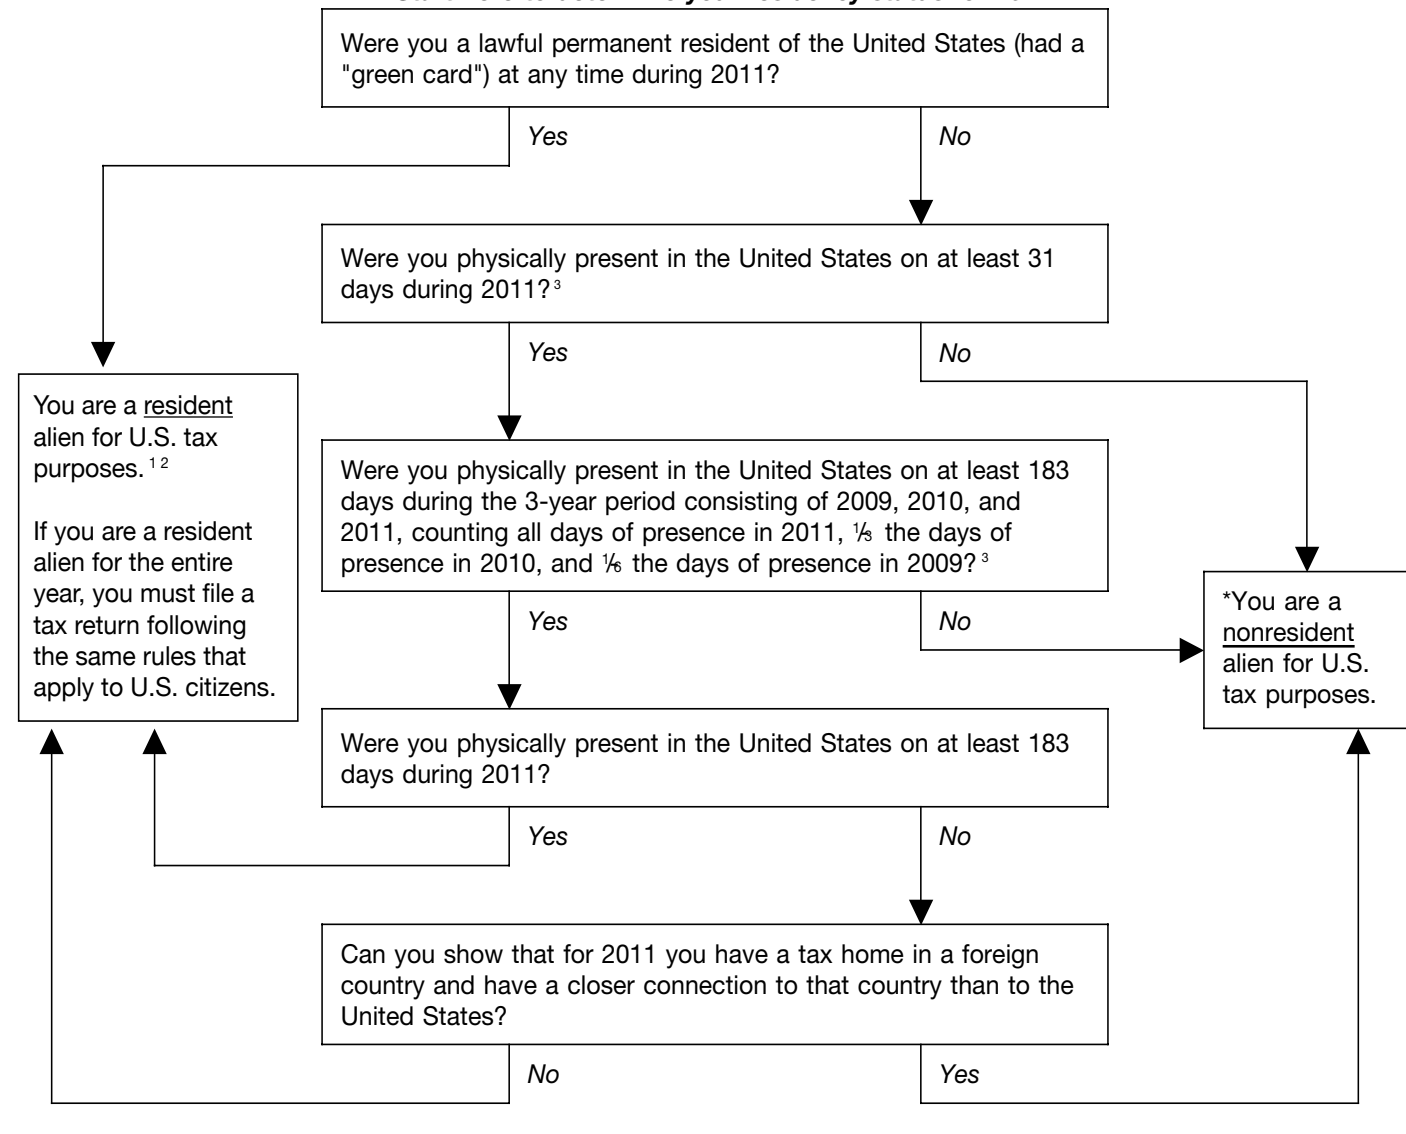 Were you a lawful permanent resident of the United States (had a
"green card") at any time during 2011?
Yes
No
Were you physically present in the United States on at least 31
days during 2011? 3
Yes
No
You are a resident
alien for U.S. tax
purposes. 1 2
If you are a resident
alien for the entire
year, you must file a
tax return following
the same rules that
apply to U.S. citizens.
Were you physically present in the United States on at least 183
days during the 3-year period consisting of 2009, 2010, and
2011, counting all days of presence in 2011, 1/3 the days of
presence in 2010, and 1/6 the days of presence in 2009? 3
Yes
No
*You are a
nonresident
alien for U.S.
tax purposes.
Were you physically present in the United States on at least 183
days during 2011?
Yes
No
Can you show that for 2011 you have a tax home in a foreign
country and have a closer connection to that country than to the
United States?
No
Yes